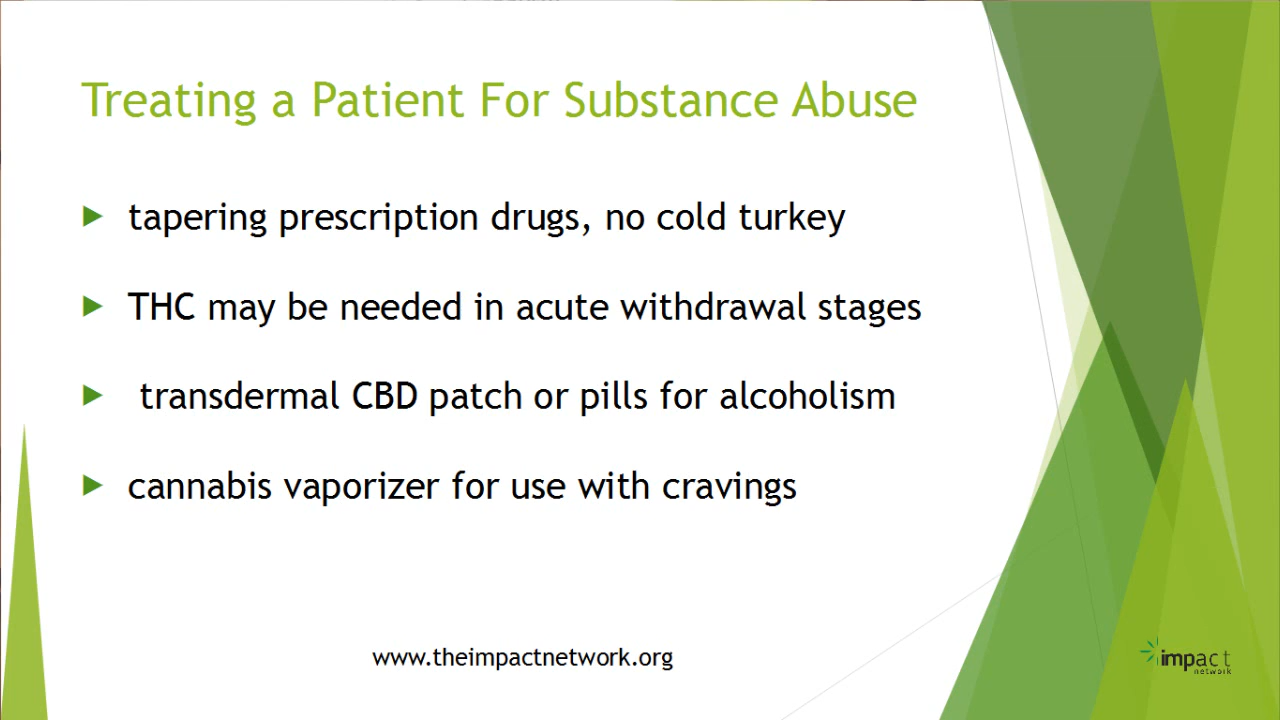 Treating a Patient For Substance Abuse
tapering prescription drugs, no cold turkey
THC may be needed in acute withdrawal stages
transdermal CBD patch or pills for alcoholism
cannabis vaporizer for use with cravings
www.theimpactnetwork.org
impact
network